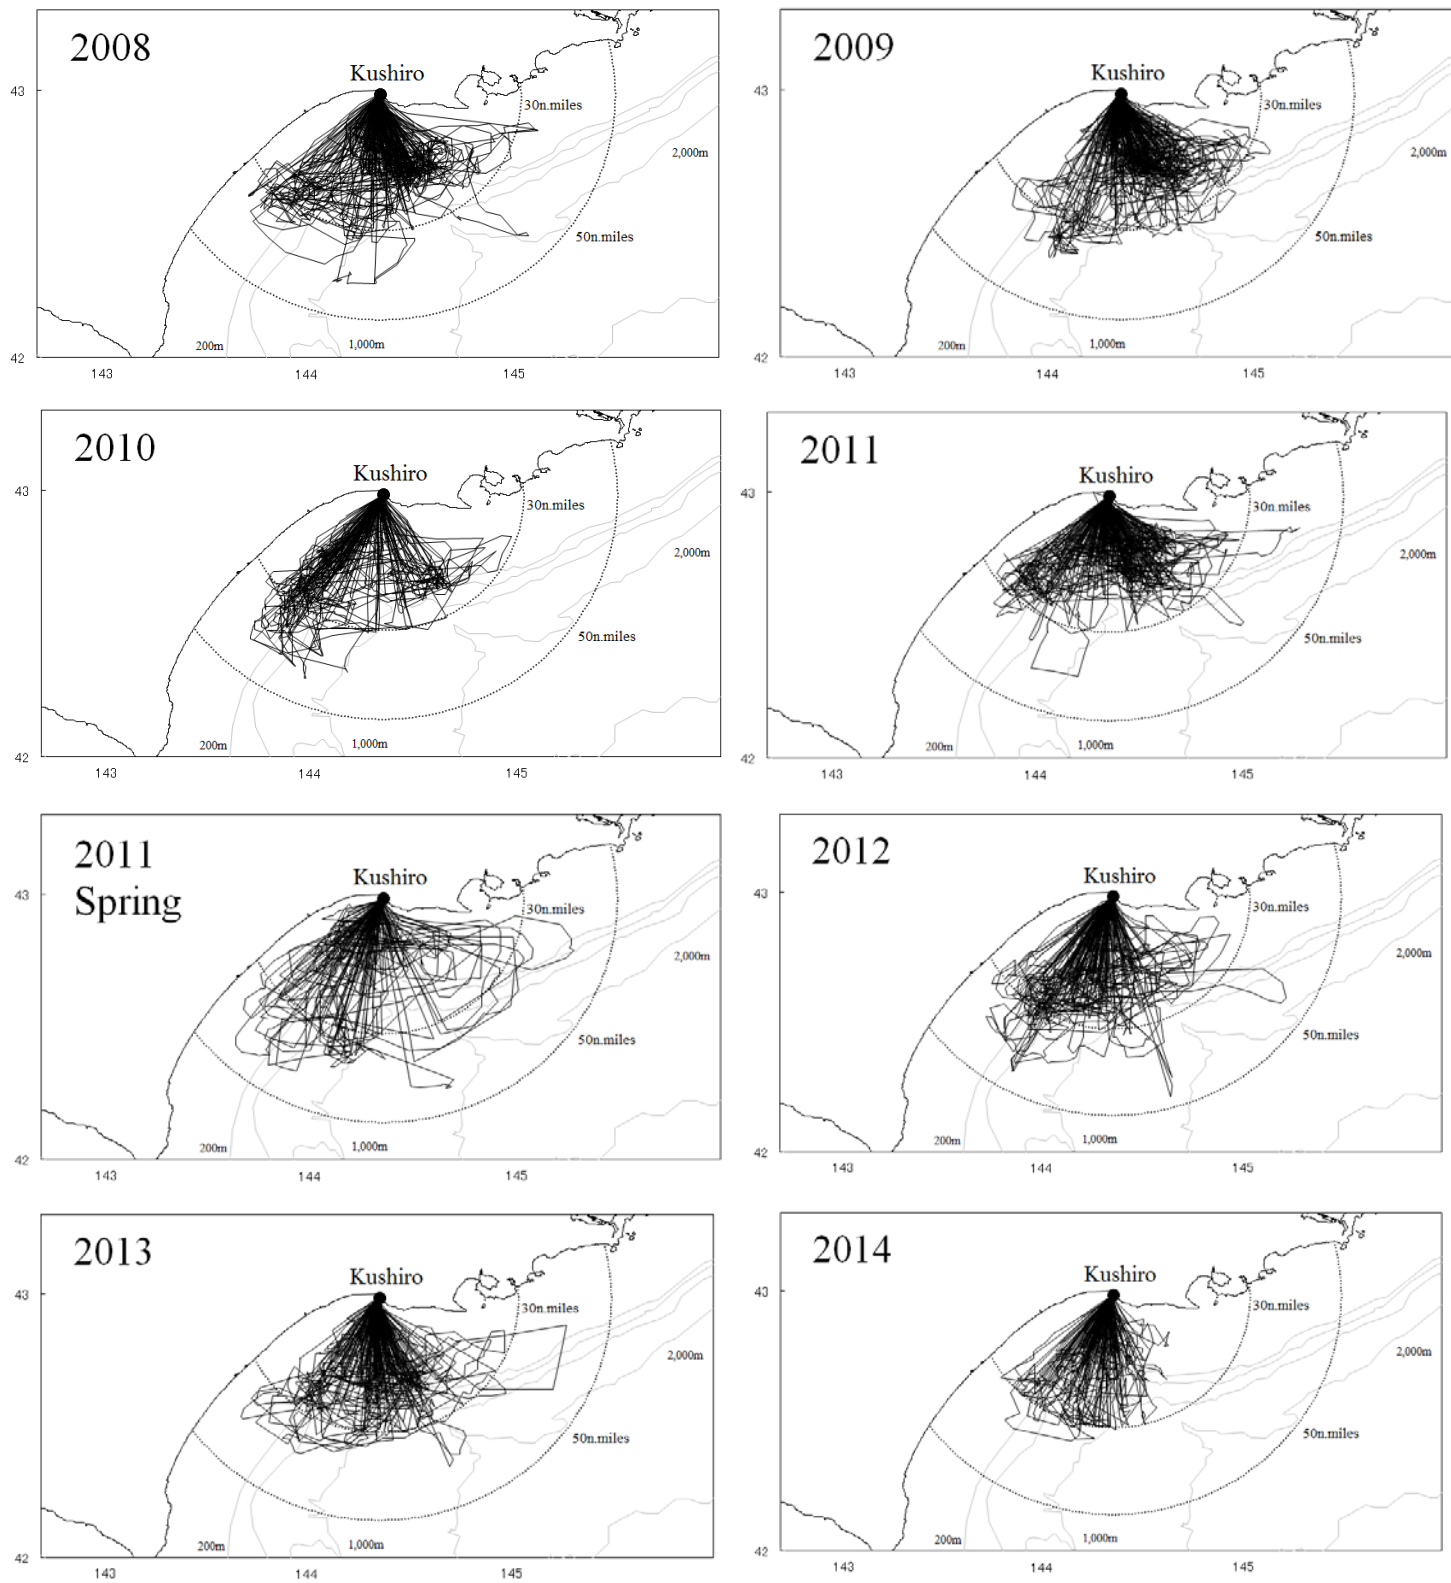 2008
Kushiro
43
30n.miles
2,000m
50n.miles
200m
1,000m
42
143
144
145
2009
Kushiro
43
30n.miles
2,000m
50n.miles
200m
1,000m
42
143
144
145
2010
Kushiro
43
30n.miles
2,000m
50n.miles
200m
1,000m
42
143
144
145
2011
Kushiro
43
30n.miles
2,000m
50n.miles
200m
1,000m
42
143
144
145
2011
Spring
Kushiro
43
30n.miles
2,000m
50n.miles
200m
1,000m
42
143
144
145
2012
Kushiro
43
30n.miles
2,000m
50n.miles
200m
1,000m
42
143
144
145
2013
Kushiro
43
30n.miles
2,000m
50n.miles
200m
1,000m
42
143
144
145
2014
Kushiro
43
30n.miles
2,000m
50n.miles
200m
1,000m
42
143
144
145